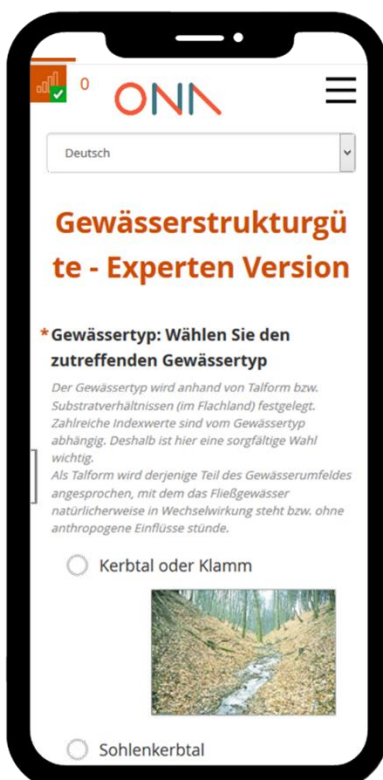 0
ONA
Deutsch
Gewässerstrukturgü
te - Experten Version
*Gewässertyp: Wählen Sie den
zutreffenden Gewässertyp
Der Gewässertyp wird anhand von Talform bzw.
Substratverhältnissen (im Flachland) festgelegt.
Zahlreiche Indexwerte sind vom Gewässertyp
abhängig. Deshalb ist hier eine sorgfältige Wahl
wichtig.
Als Talform wird derjenige Teil des Gewässerumfeldes
angesprochen, mit dem das Fließgewässer
natürlicherweise in Wechselwirkung steht bzw. ohne
anthropogene Einflüsse stünde.
Kerbtal oder Klamm
Sohlenkerbtal